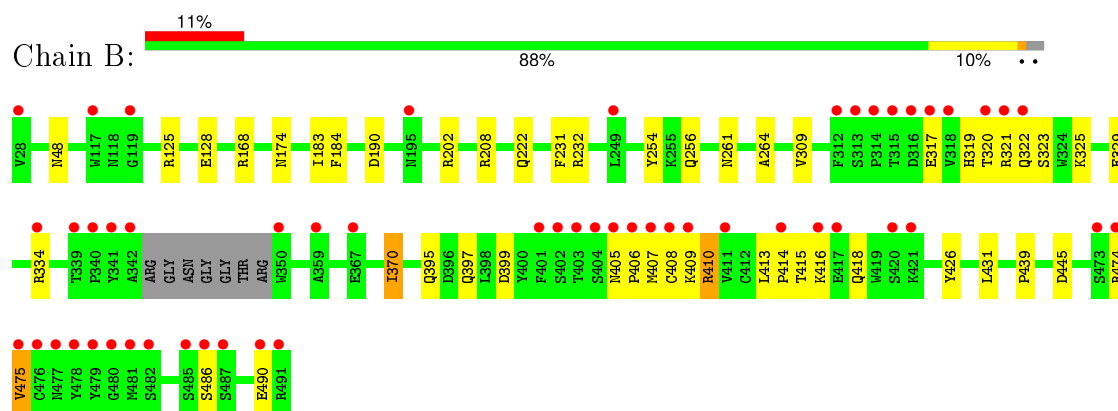 11%
Chain B:
88% 10% • •
V28 N48 W117 N118 G119 R125 E128 R168 N174 I183 F184 D190 N195 R202 R208 Q222 F231 R232 L249 Y254 K255 Q256 N261 A264 V309 F312 S313 P314 T315 D316 E317 V318 H319 T320 R321 Q322 S323 W324 K325
R334 T339 P340 Y341 A342 ARG GLY ASN GLY GLY THR ARG W350 A359 E367 I370 Q395 D396 Q397 L398 D399 Y400 F401 S402 T403 S404 N405 P406 M407 C408 K409 R410 V411 C412 L413 P414 T415 K416 E417 Q418 W419 S420 K421 Y426 L431 P439 D445 S473
V475 C476 N477 Y478 Y479 G480 M481 S482 S485 S486 S487 E490 R491